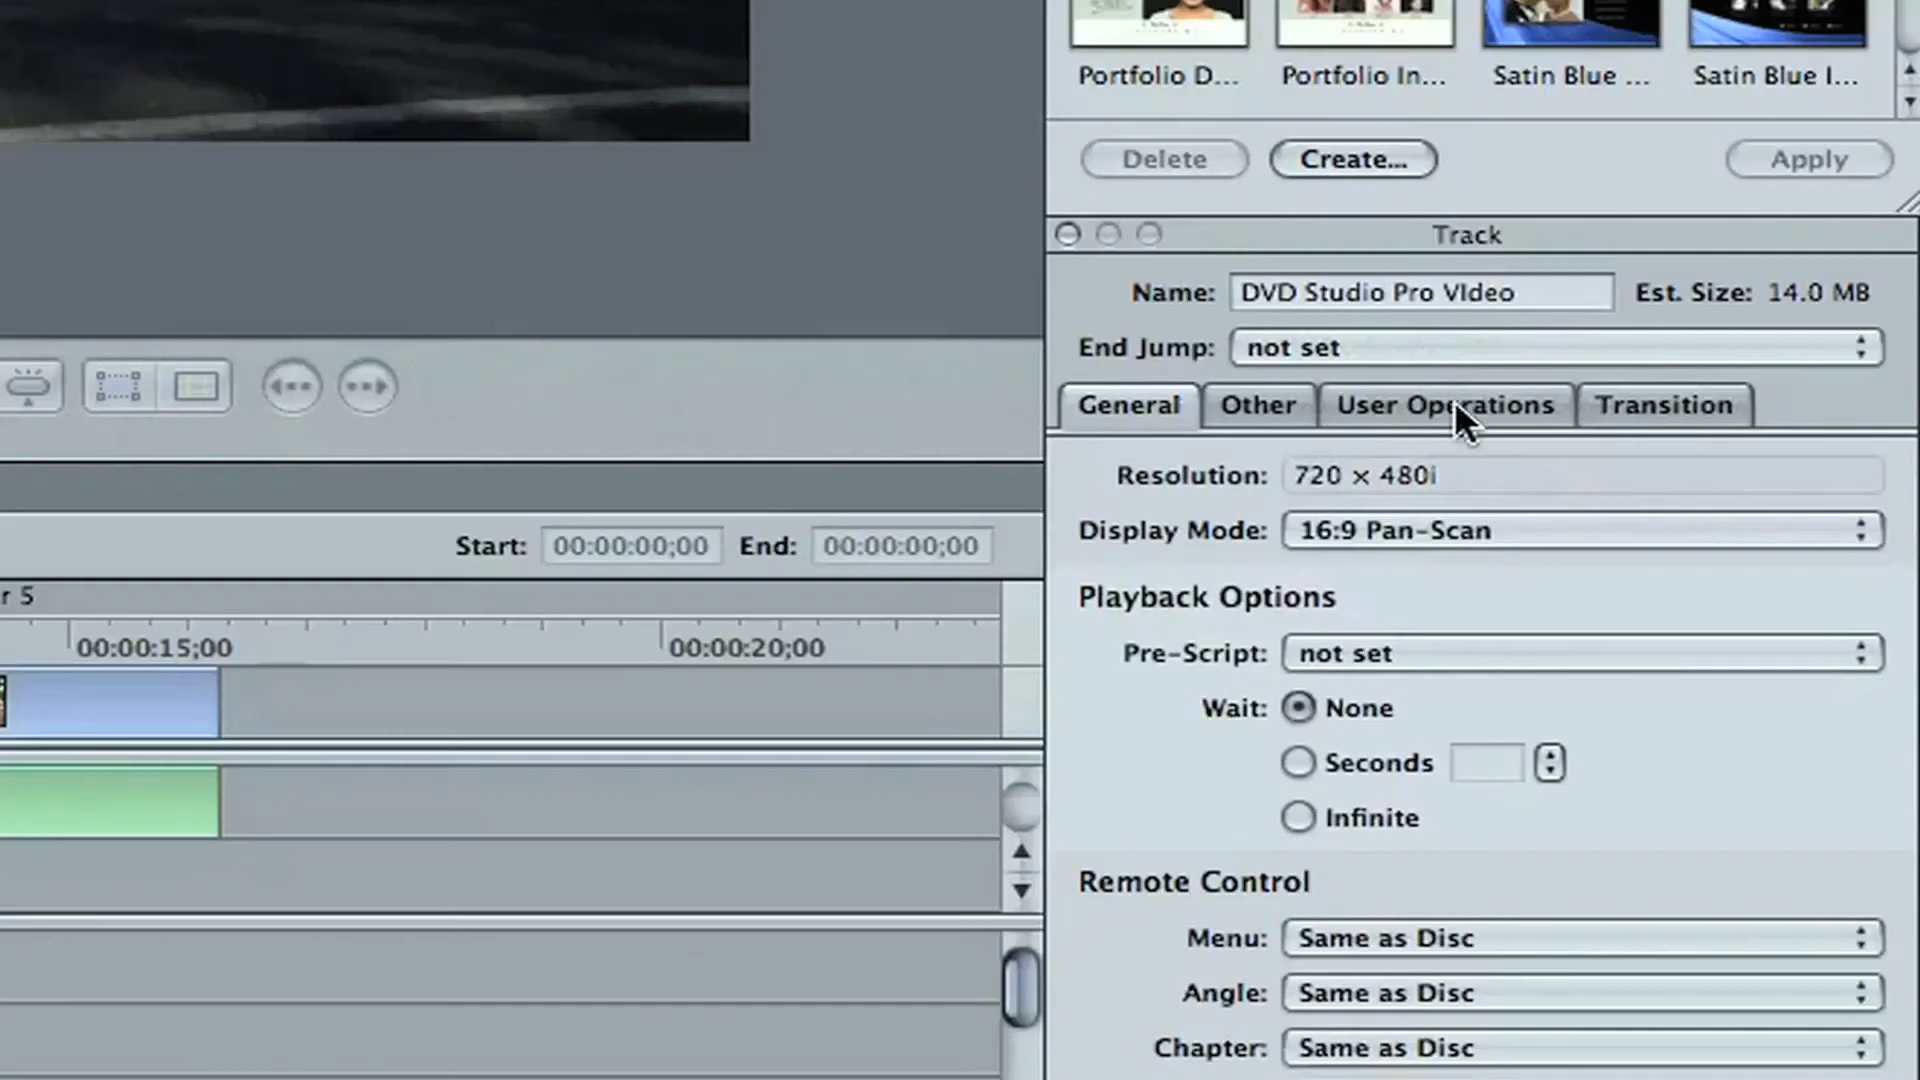 Portfolio D... Portfolio In... Satin Blue ... Satin Blue I...
Delete Create... Apply
Track
Name: DVD Studio Pro VIdeo Est. Size: 14.0 MB
End Jump: not set
General Other User Operations Transition
Resolution: 720 × 480i
Display Mode: 16:9 Pan-Scan
Start: 00:00:00;00 End: 00:00:00;00
r 5
00:00:15;00 00:00:20;00
Playback Options
Pre-Script: not set
Wait: None
Seconds
Infinite
Remote Control
Menu: Same as Disc
Angle: Same as Disc
Chapter: Same as Disc